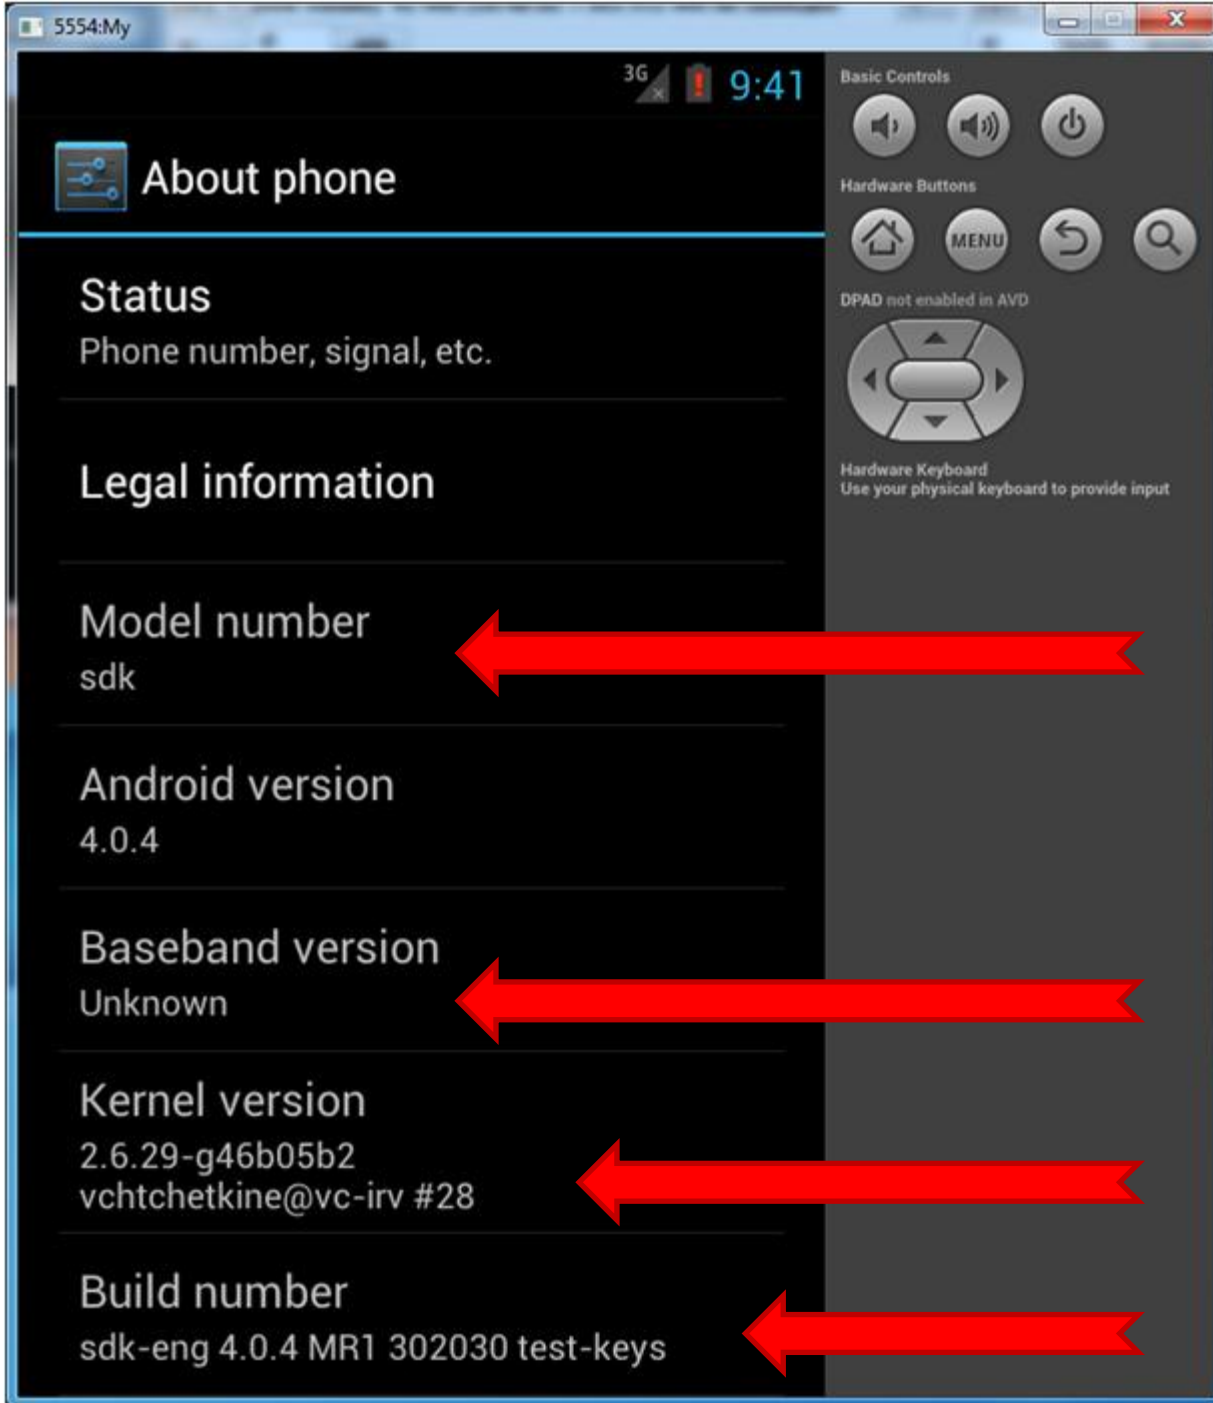 5554:My
3G
9:41
About phone
Status
Phone number, signal, etc.
Legal information
Model number
sdk
Android version
4.0.4
Baseband version
Unknown
Kernel version
2.6.29-g46b05b2
vchtchetkine@vc-irv #28
Build number
sdk-eng 4.0.4 MR1 302030 test-keys
Basic Controls
Hardware Buttons
MENU
DPAD not enabled in AVD
Hardware Keyboard
Use your physical keyboard to provide input